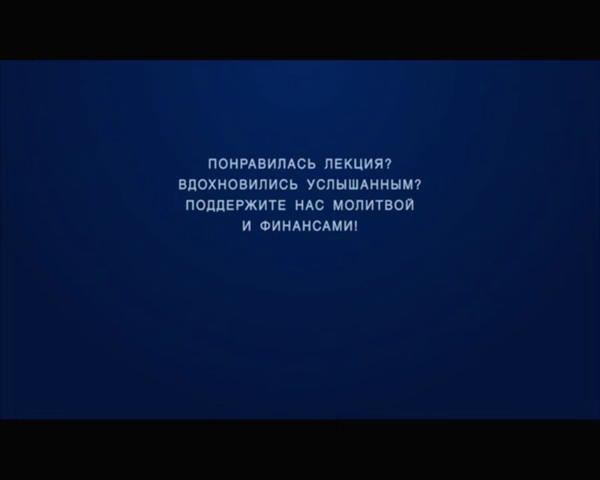 ПОНРАВИЛАСЬ ЛЕКЦИЯ?
ВДОХНОВИЛИСЬ УСЛЫШАННЫМ?
ПОДДЕРЖИТЕ НАС МОЛИТВОЙ
И ФИНАНСАМИ!